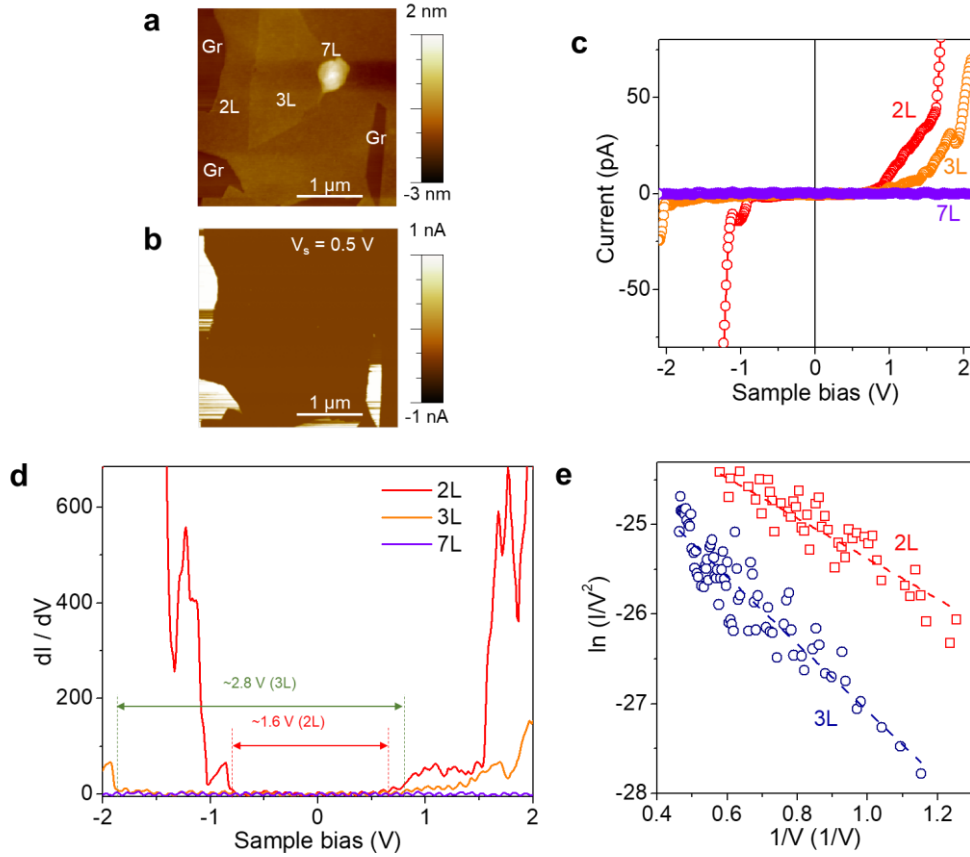 a
2 nm
Gr
7L
2L
3L
Gr
Gr
1 µm
-3 nm
b
1 nA
Vs = 0.5 V
1 µm
-1 nA
c
Current (pA)
50
0
-50
2L
3L
7L
-2
-1
0
1
2
Sample bias (V)
d
dI / dV
600
400
200
0
2L
3L
7L
~2.8 V (3L)
~1.6 V (2L)
-2
-1
0
1
2
Sample bias (V)
e
ln (I/V²)
-25
-26
-27
-28
2L
3L
0.4
0.6
0.8
1.0
1.2
1/V (1/V)